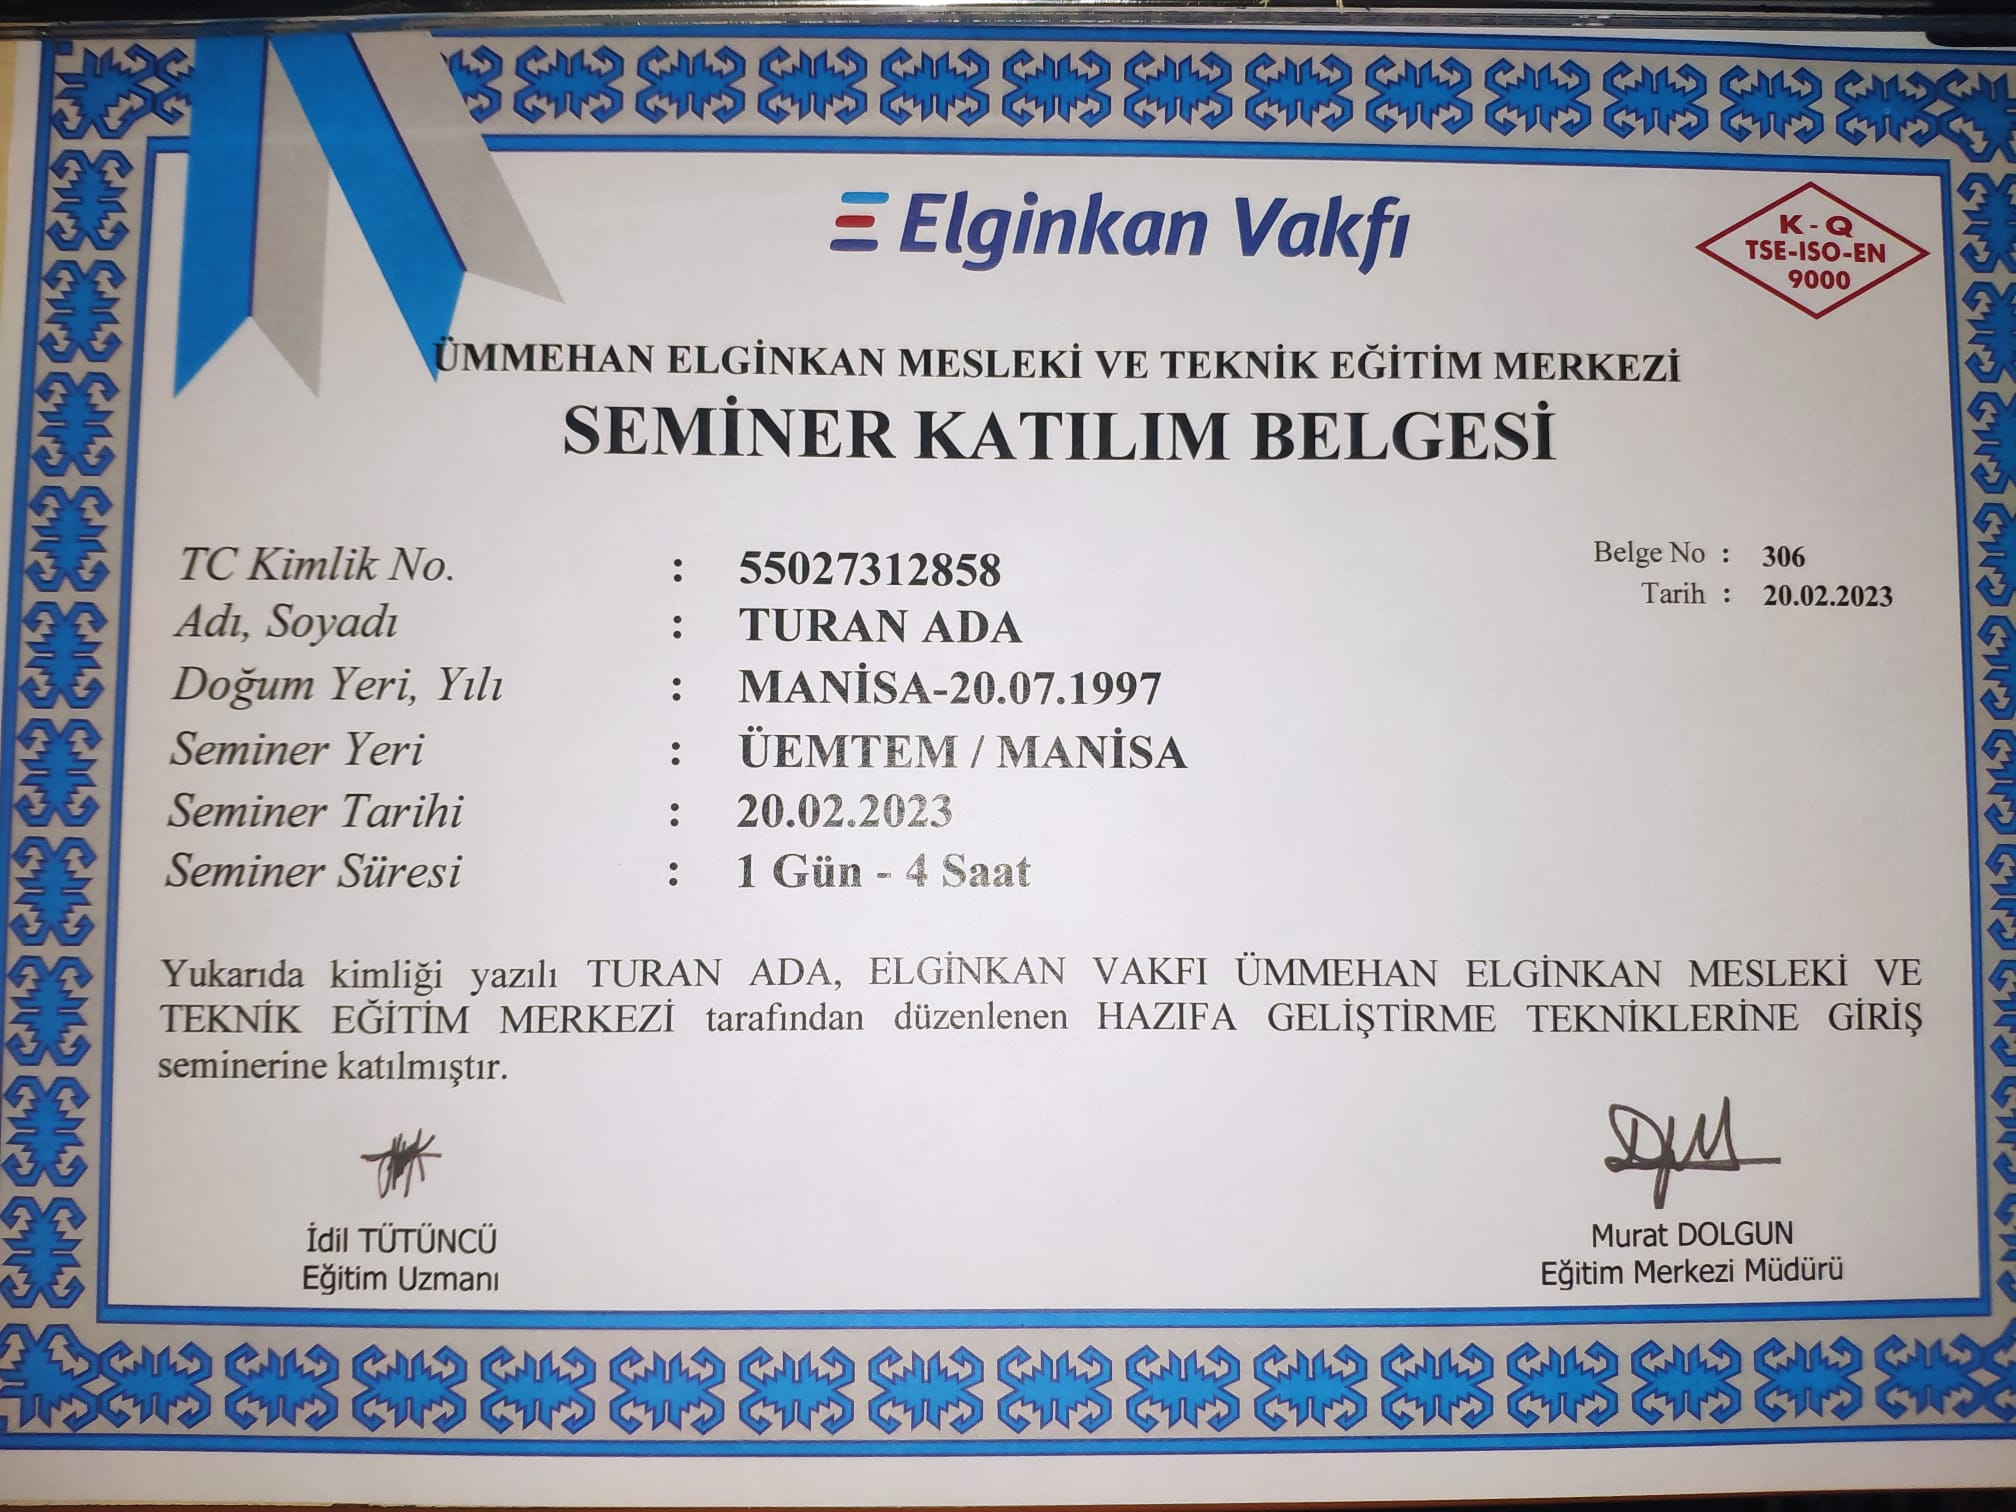 Elginkan Vakfı
K - Q
TSE-ISO-EN
9000
ÜMMEHAN ELGİNKAN MESLEKİ VE TEKNİK EĞİTİM MERKEZİ
SEMİNER KATILIM BELGESİ
Belge No : 306
Tarih : 20.02.2023
TC Kimlik No. : 55027312858
Adı, Soyadı : TURAN ADA
Doğum Yeri, Yılı : MANİSA-20.07.1997
Seminer Yeri : ÜEMTEM / MANİSA
Seminer Tarihi : 20.02.2023
Seminer Süresi : 1 Gün - 4 Saat
Yukarıda kimliği yazılı TURAN ADA, ELGİNKAN VAKFI ÜMMEHAN ELGİNKAN MESLEKİ VE
TEKNİK EĞİTİM MERKEZİ tarafından düzenlenen HAZIFA GELİŞTİRME TEKNİKLERİNE GİRİŞ
seminerine katılmıştır.
İdil TÜTÜNCÜ
Eğitim Uzmanı
Murat DOLGUN
Eğitim Merkezi Müdürü